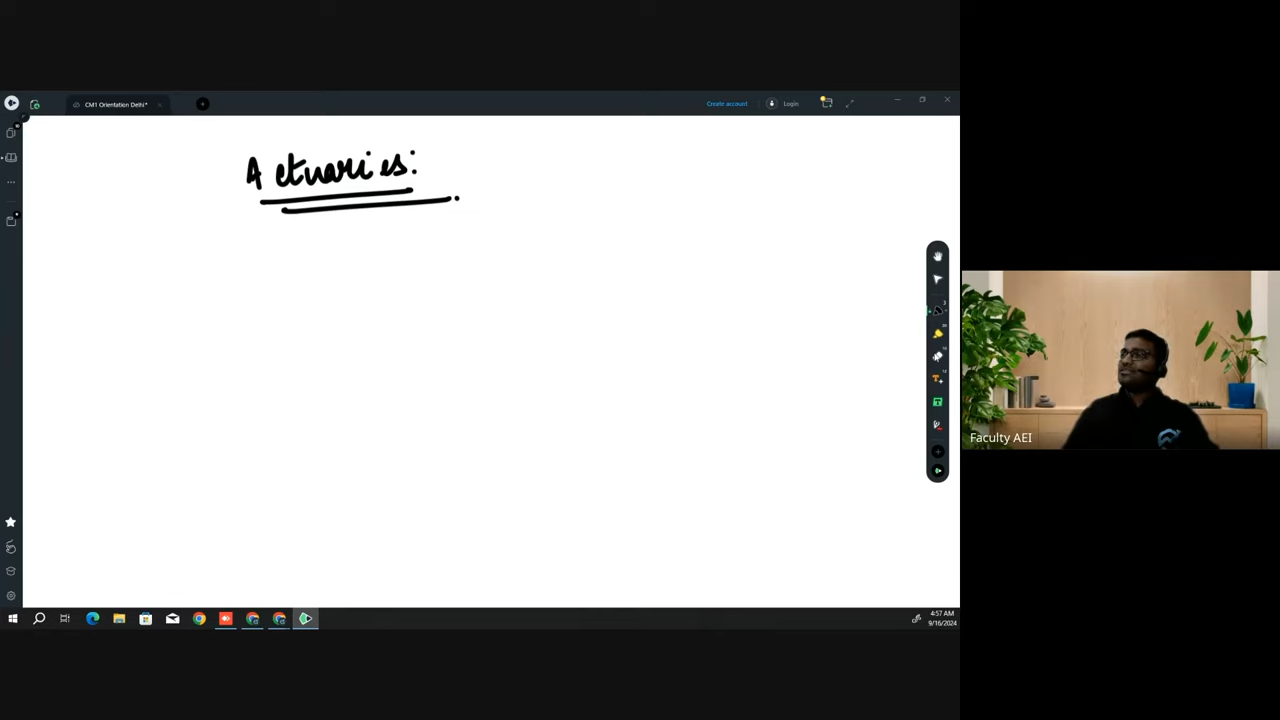 CM1 Orientation Delhi*
Create account
Login
Actuaries:
Faculty AEI
4:57 AM
9/16/2024